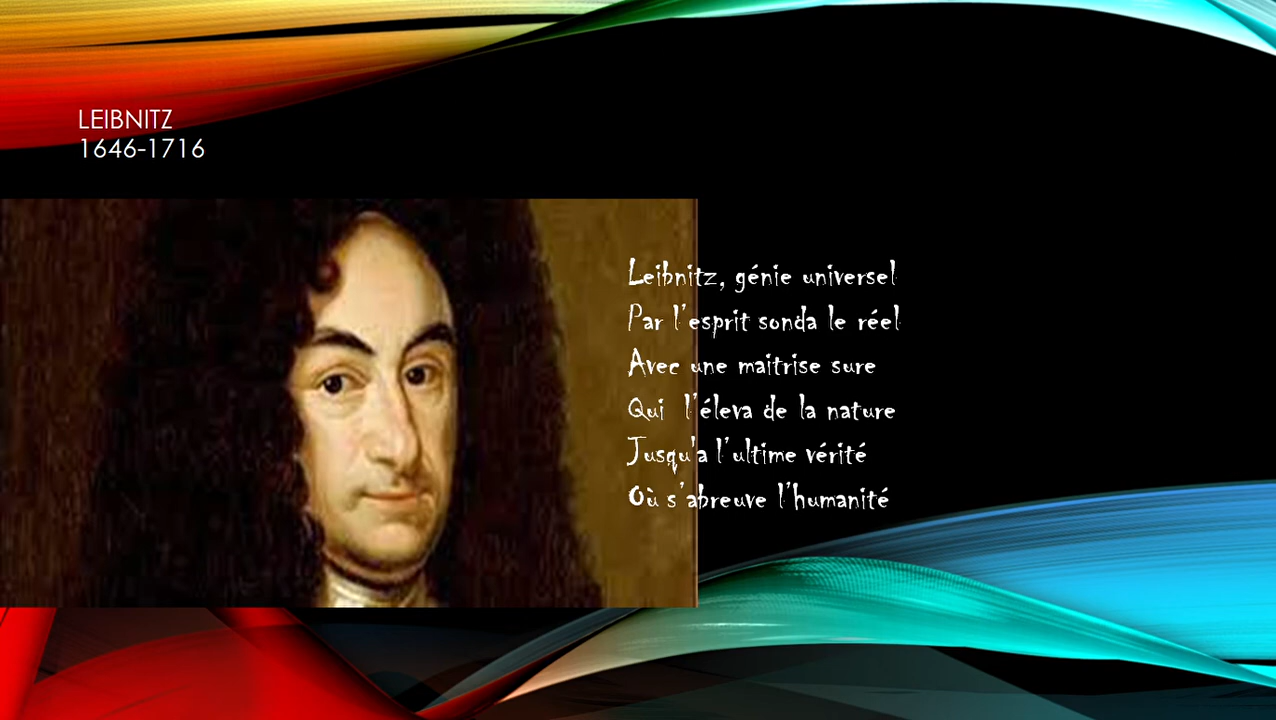 LEIBNITZ
1646-1716
Leibnitz, génie universel
Par l'esprit sonda le réel
Avec une maitrise sure
Qui l'éleva de la nature
Jusqu'a l'ultime vérité
Où s'abreuve l'humanité